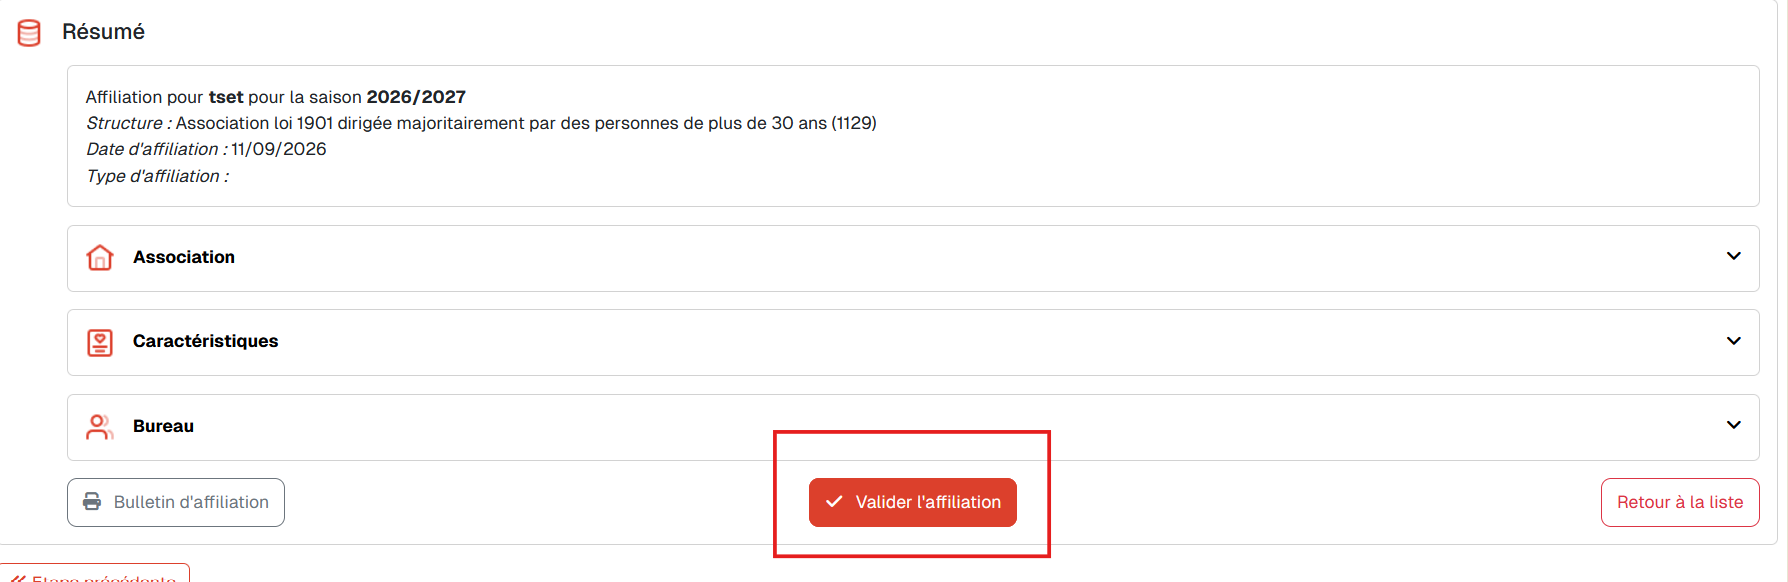 Résumé
Affiliation pour tset pour la saison 2026/2027
Structure : Association loi 1901 dirigée majoritairement par des personnes de plus de 30 ans (1129)
Date d'affiliation : 11/09/2026
Type d'affiliation :
Association
Caractéristiques
Bureau
Bulletin d'affiliation
Valider l'affiliation
Retour à la liste
Etape précédente